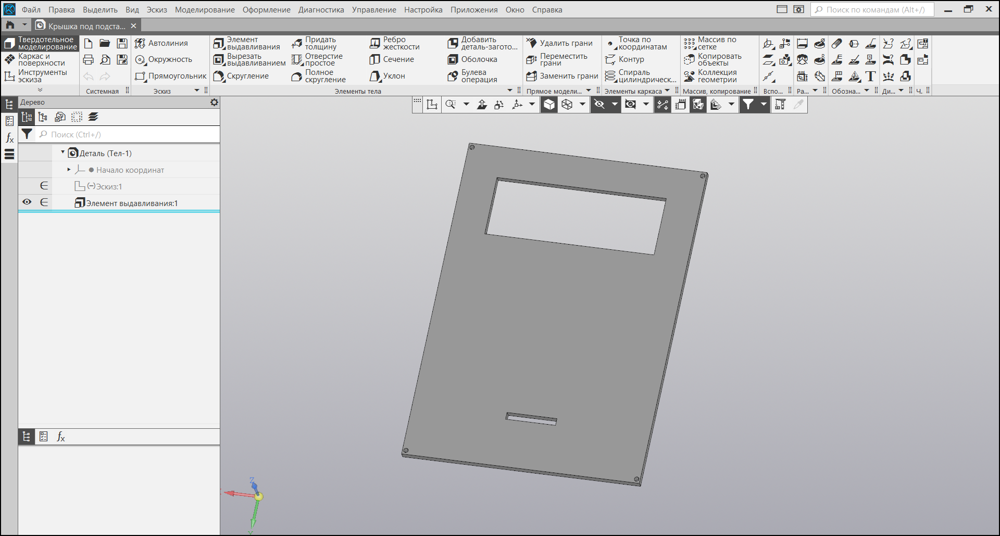 Файл Правка Выделить Вид Эскиз Моделирование Оформление Диагностика Управление Настройка Приложения Окно Справка
Поиск по командам (Alt+/)
Крышка под подста...
Твердотельное моделирование
Каркас и поверхности
Инструменты эскиза
Системная
Автолиния
Окружность
Прямоугольник
Эскиз
Элемент выдавливания
Вырезать выдавливанием
Скругление
Придать толщину
Отверстие простое
Полное скругление
Ребро жесткости
Сечение
Уклон
Добавить деталь-загото...
Оболочка
Булева операция
Элементы тела
Удалить грани
Переместить грани
Заменить грани
Прямое модели...
Точка по координатам
Контур
Спираль цилиндрическ...
Элементы каркаса
Массив по сетке
Копировать объекты
Коллекция геометрии
Массив, копирование
Вспо...
Ра...
Обозна...
Ди...
Ч.
Дерево
Поиск (Ctrl+/)
Деталь (Тел-1)
Начало координат
(-)Эскиз:1
Элемент выдавливания:1
Z
Y